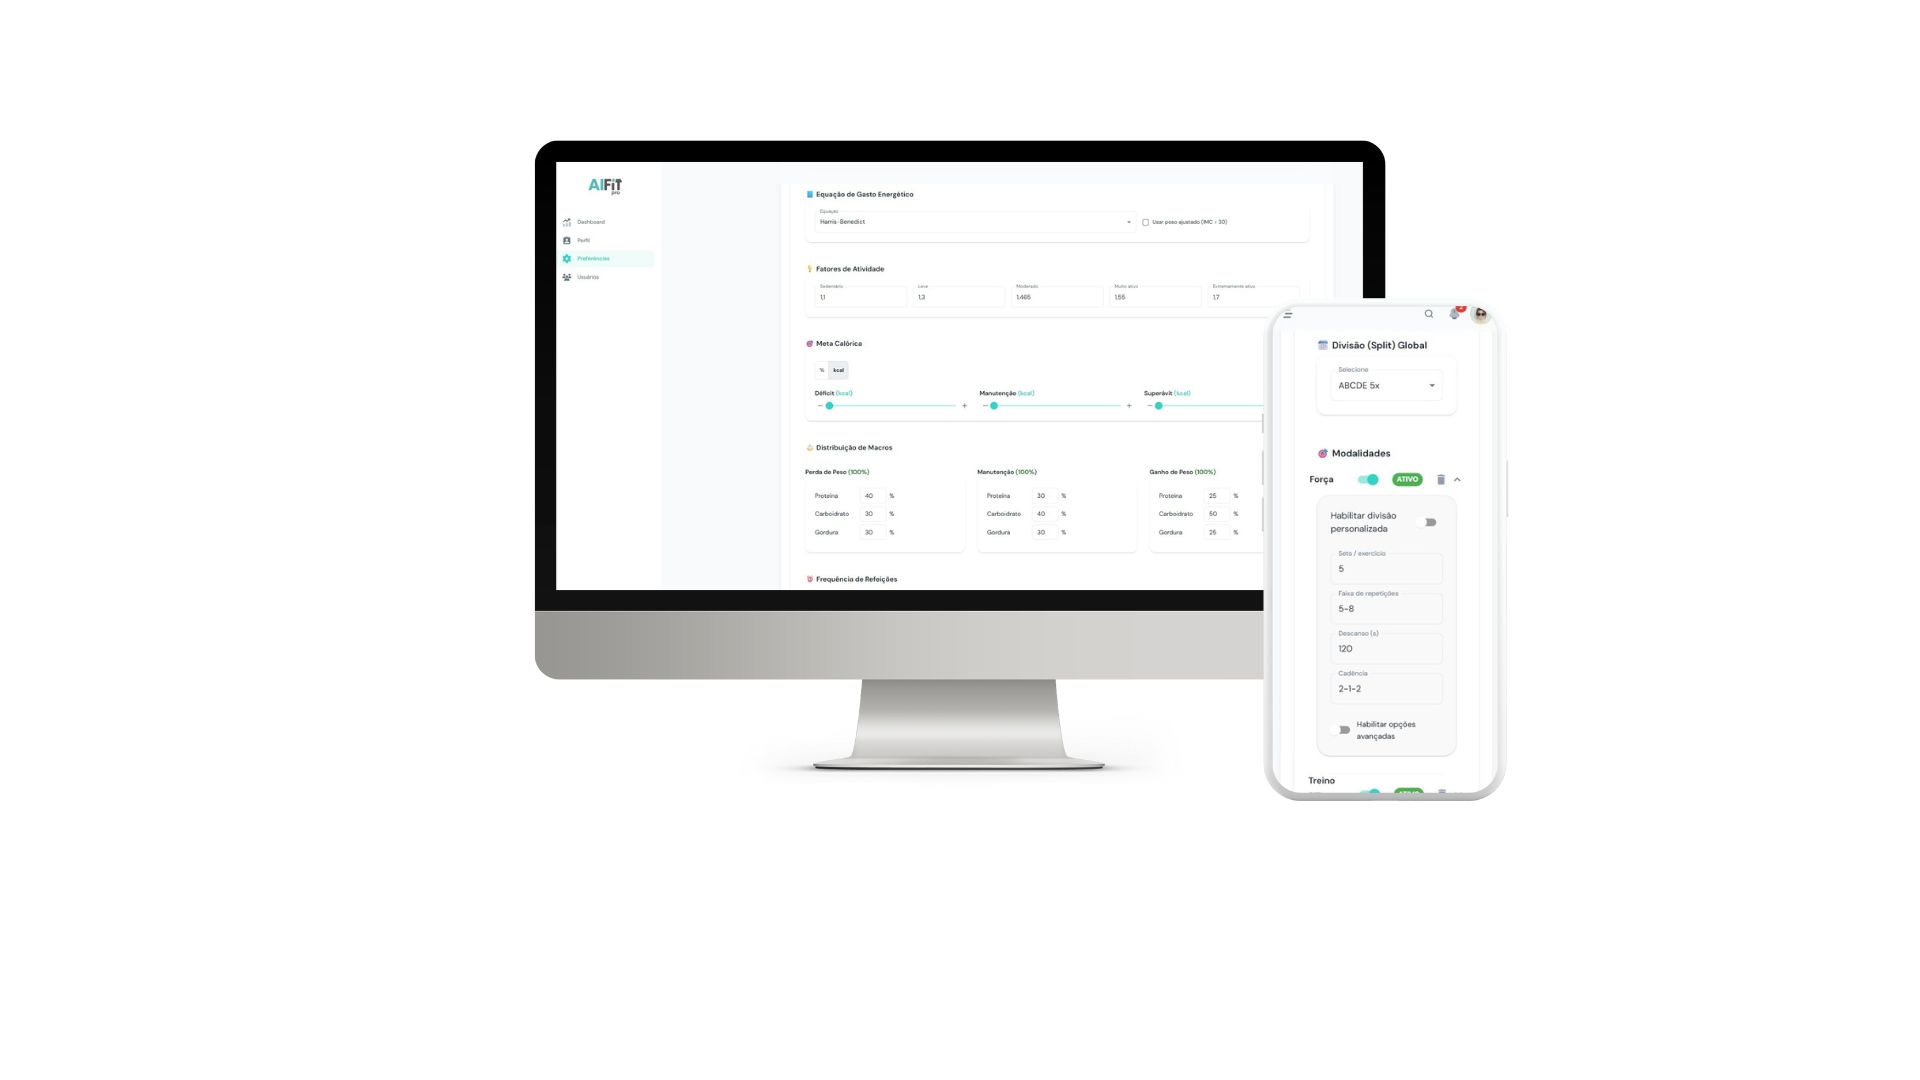 AIFiT
pro
Dashboard
Perfil
Preferências
Usuários
Equação de Gasto Energético
Equação
Harris-Benedict
Usar peso ajustado (IMC ≥ 30)
Fatores de Atividade
Sedentário
Leve
Moderado
Muito ativo
Extremamente ativo
1,1
1,3
1.465
1.55
1.7
Meta Calórica
% kcal
Déficit (kcal)
Manutenção (kcal)
Superávit (kcal)
Distribuição de Macros
Perda de Peso (100%)
Proteína 40 %
Carboidrato 30 %
Gordura 30 %
Manutenção (100%)
Proteína 30 %
Carboidrato 40 %
Gordura 30 %
Ganho de Peso (100%)
Proteína 25 %
Carboidrato 50 %
Gordura 25 %
Frequência de Refeições
Divisão (Split) Global
Selecione
ABCDE 5x
Modalidades
Força ATIVO
Habilitar divisão
personalizada
Sets / exercício
5
Faixa de repetições
5-8
Descanso (s)
120
Cadência
2-1-2
Habilitar opções
avançadas
Treino